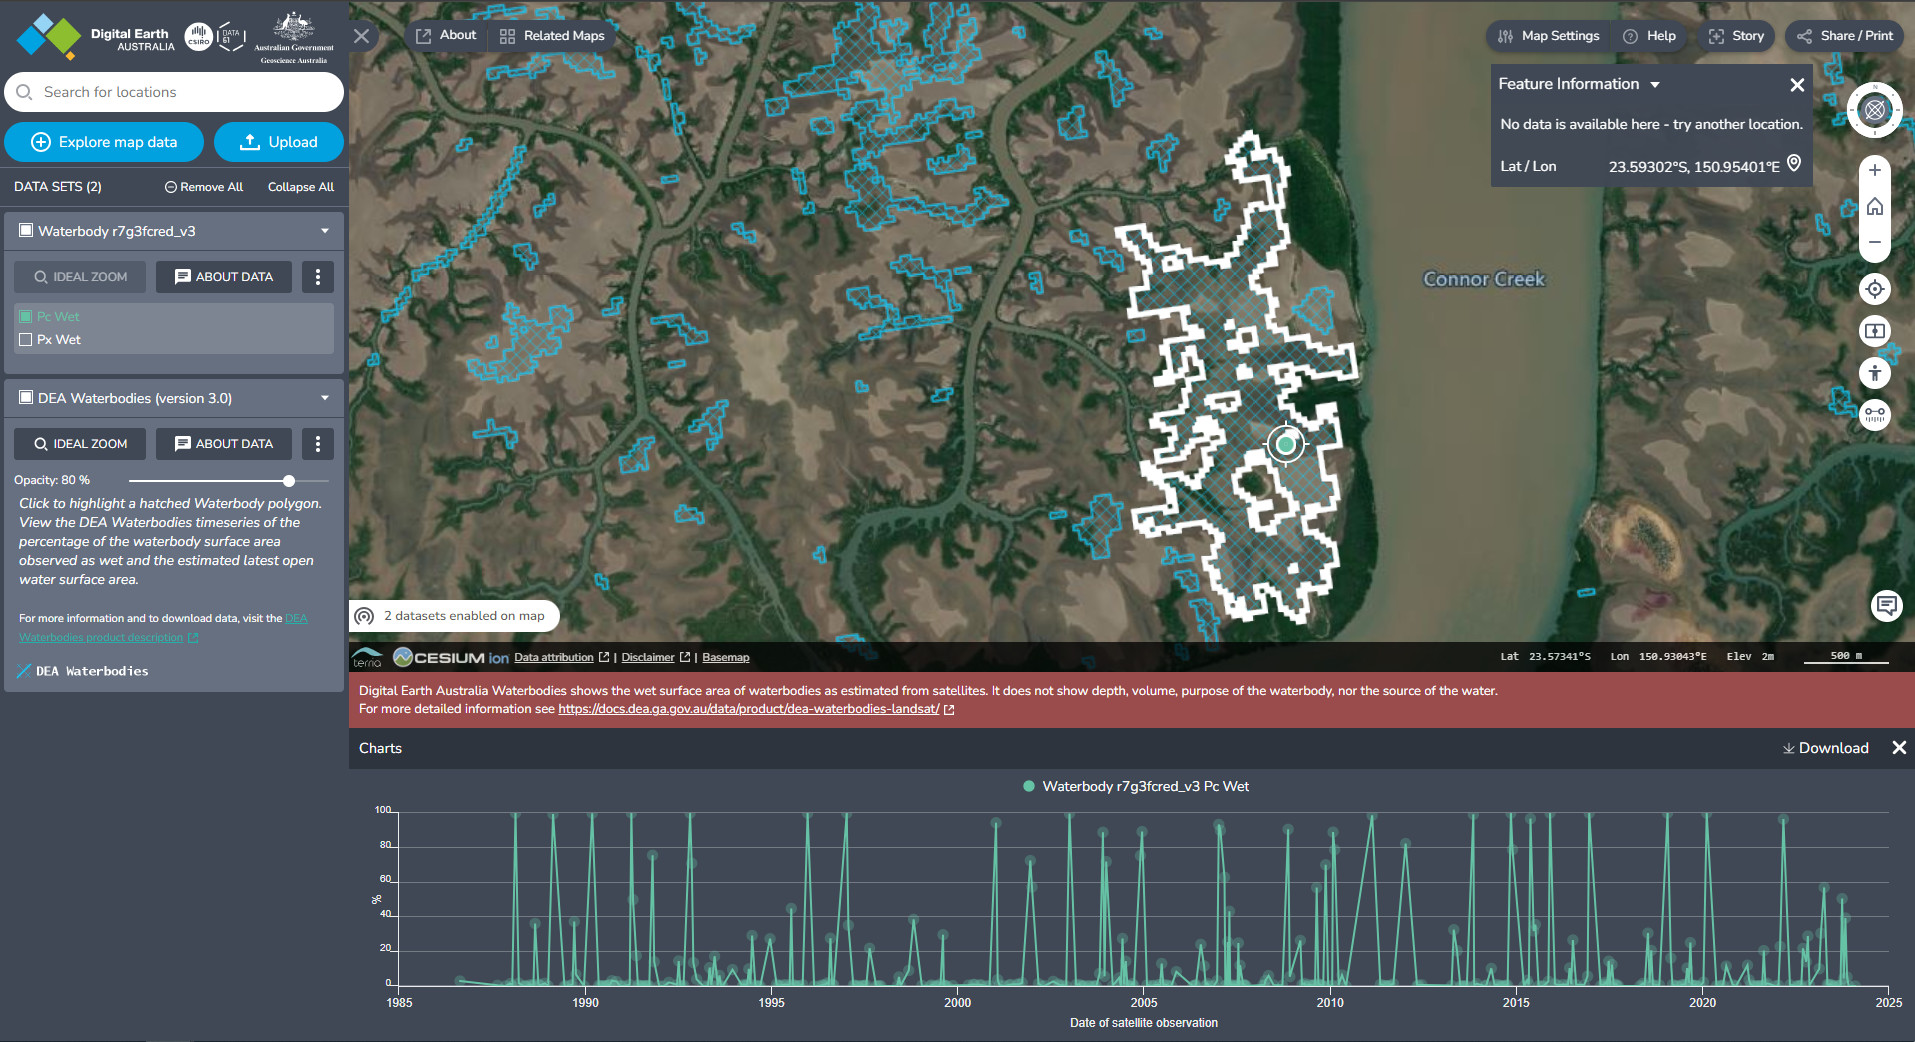 Digital Earth
AUSTRALIA
CSIRO
DATA
61
Australian Government
Geoscience Australia
Search for locations
Explore map data
Upload
DATA SETS (2)
Remove All
Collapse All
Waterbody r7g3fcred_v3
IDEAL ZOOM
ABOUT DATA
Pc Wet
Px Wet
DEA Waterbodies (version 3.0)
IDEAL ZOOM
ABOUT DATA
Opacity: 80 %
Click to highlight a hatched Waterbody polygon.
View the DEA Waterbodies timeseries of the
percentage of the waterbody surface area
observed as wet and the estimated latest open
water surface area.
For more information and to download data, visit the DEA
Waterbodies product description
DEA Waterbodies
About
Related Maps
Map Settings
Help
Story
Share / Print
Feature Information
No data is available here - try another location.
Lat / Lon 23.59302°S, 150.95401°E
N
Connor Creek
2 datasets enabled on map
terria
CESIUM ion Data attribution | Disclaimer | Basemap
Lat 23.57341°S Lon 150.93043°E Elev 2m 500 m
Digital Earth Australia Waterbodies shows the wet surface area of waterbodies as estimated from satellites. It does not show depth, volume, purpose of the waterbody, nor the source of the water.
For more detailed information see https://docs.dea.ga.gov.au/data/product/dea-waterbodies-landsat/
Charts
Download
Waterbody r7g3fcred_v3 Pc Wet
100
80
60
40
20
0
%
1985 1990 1995 2000 2005 2010 2015 2020 2025
Date of satellite observation